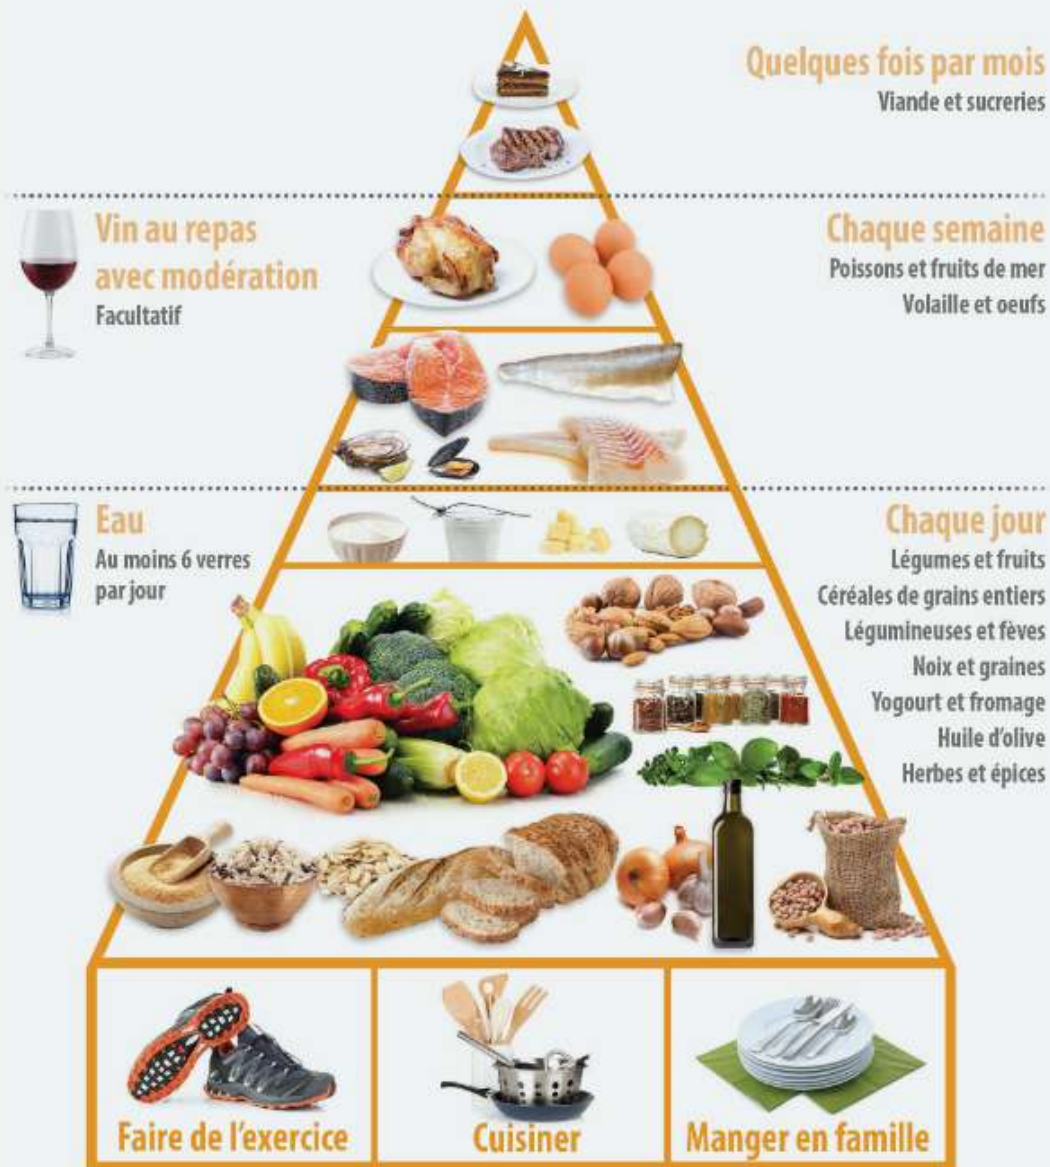 Quelques fois par mois
Viande et sucreries
Vin au repas
avec modération
Facultatif
Chaque semaine
Poissons et fruits de mer
Volaille et oeufs
Eau
Au moins 6 verres
par jour
Chaque jour
Légumes et fruits
Céréales de grains entiers
Légumineuses et fèves
Noix et graines
Yogourt et fromage
Huile d'olive
Herbes et épices
Faire de l'exercice
Cuisiner
Manger en famille